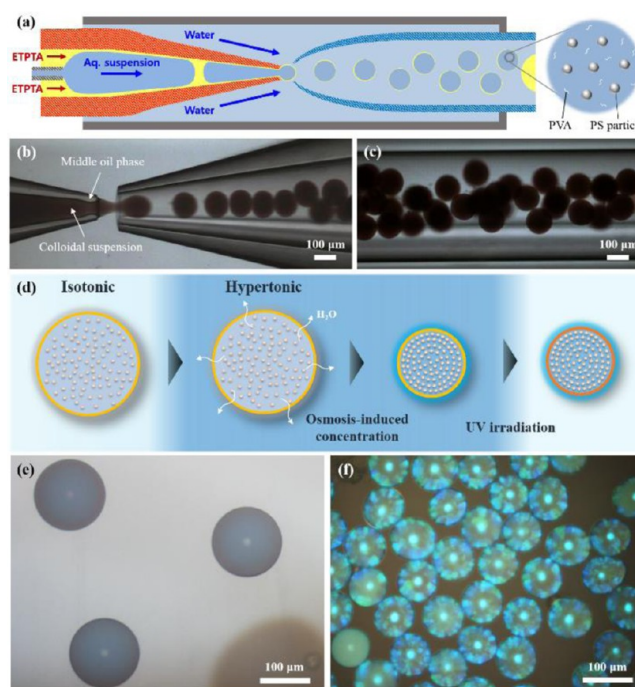 (a)
ETPTA
Aq. suspension
ETPTA
Water
Water
PVA
PS partic
(b)
Middle oil phase
Colloidal suspension
100 μm
(c)
100 μm
(d)
Isotonic
Hypertonic
H₂O
Osmosis-induced
concentration
UV irradiation
(e)
100 μm
(f)
100 μm